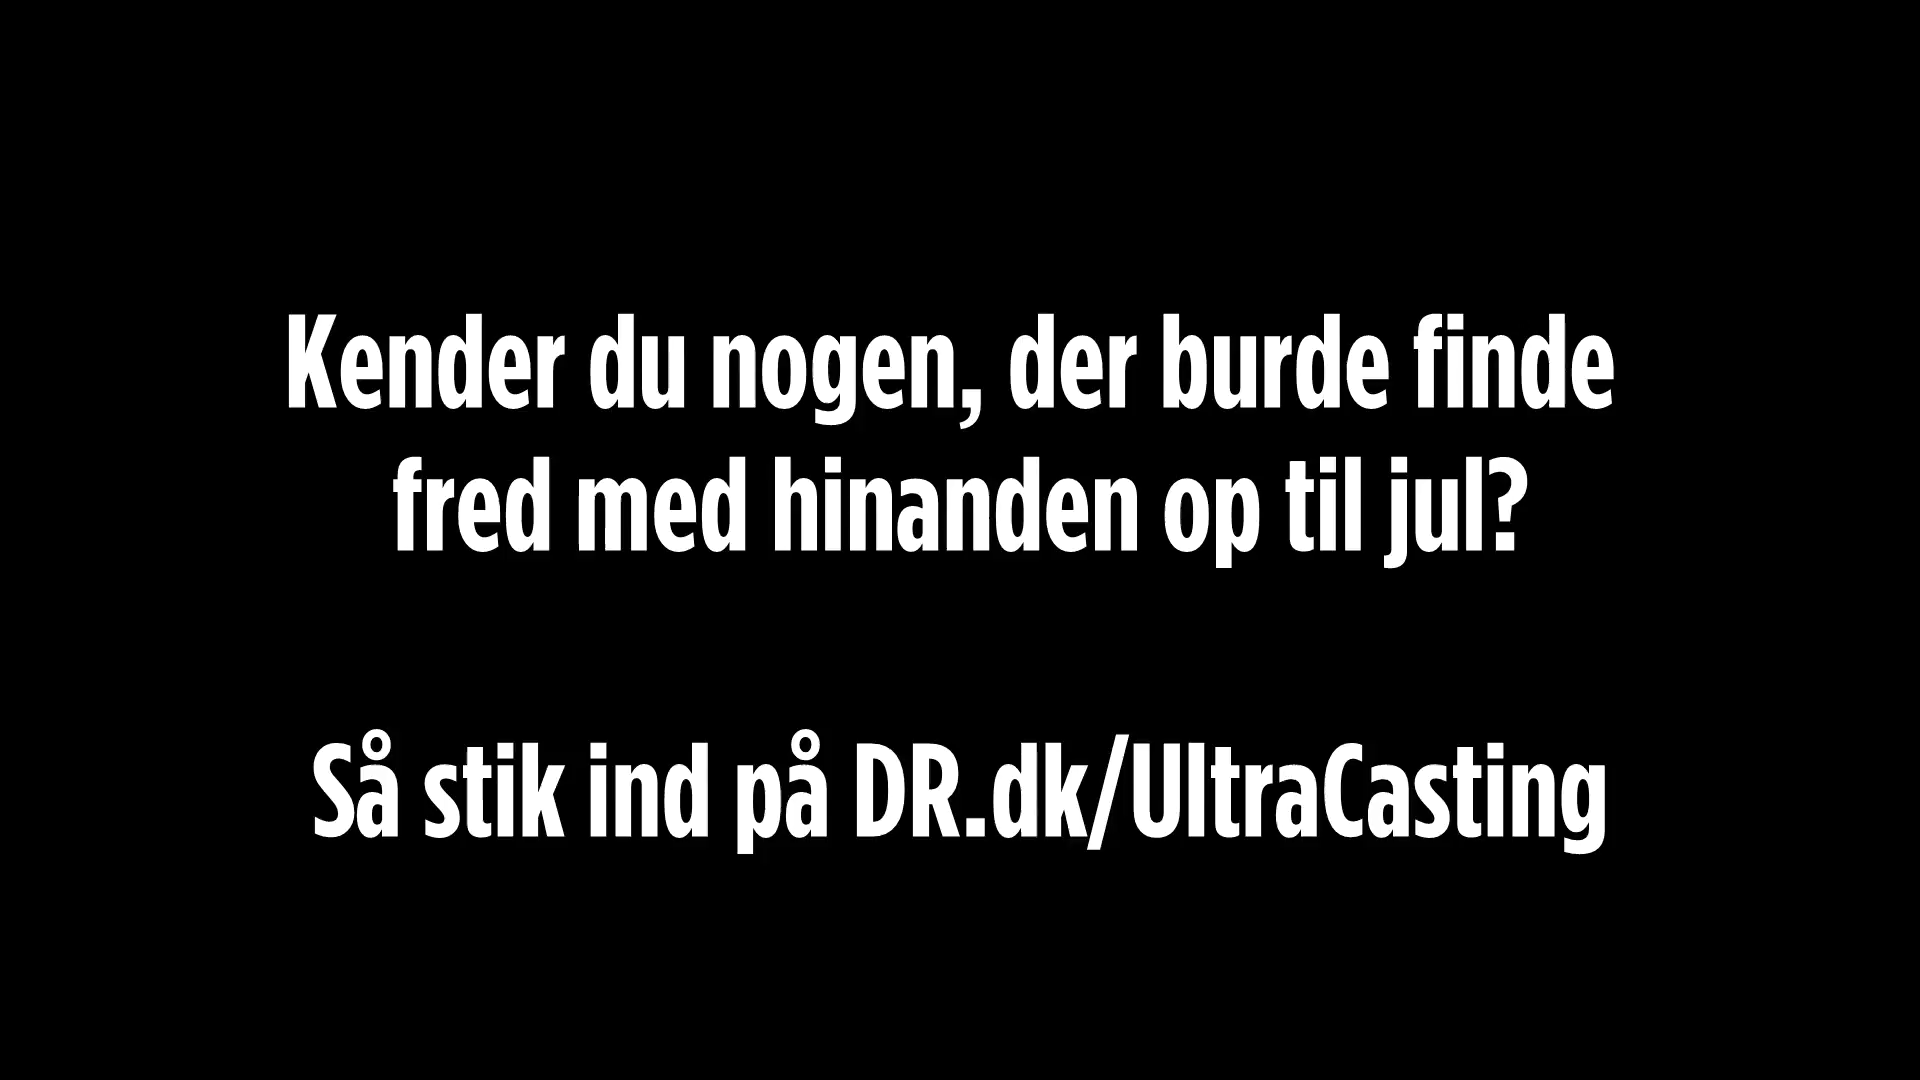 Kender du nogen, der burde finde
fred med hinanden op til jul?
Så stik ind på DR.dk/UltraCasting